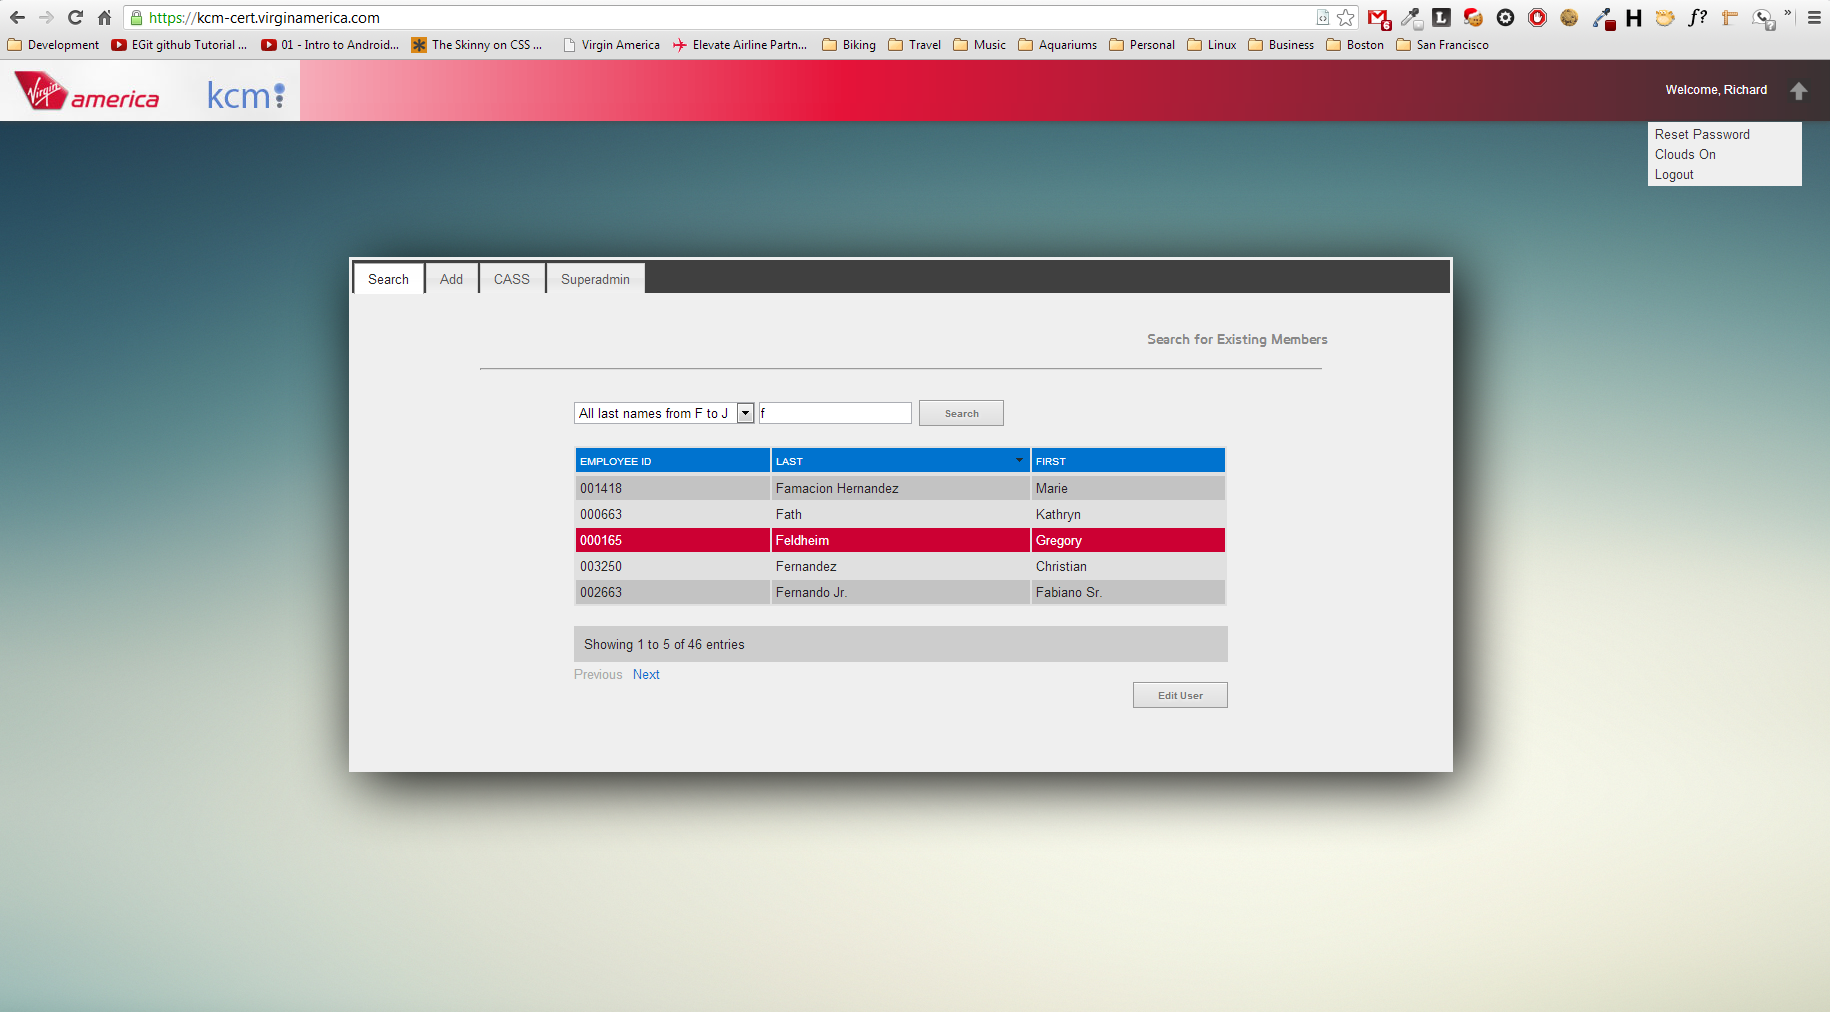 https://kcm-cert.virginamerica.com
6
L
H
f?
»
Development
EGit github Tutorial ...
01 - Intro to Android...
The Skinny on CSS ...
Virgin America
Elevate Airline Partn...
Biking
Travel
Music
Aquariums
Personal
Linux
Business
Boston
San Francisco
Virgin america
kcm
Welcome, Richard
Reset Password
Clouds On
Logout
Search
Add
CASS
Superadmin
Search for Existing Members
All last names from F to J
f
Search
EMPLOYEE ID LAST FIRST
001418 Famacion Hernandez Marie
000663 Fath Kathryn
000165 Feldheim Gregory
003250 Fernandez Christian
002663 Fernando Jr. Fabiano Sr.
Showing 1 to 5 of 46 entries
Previous Next
Edit User